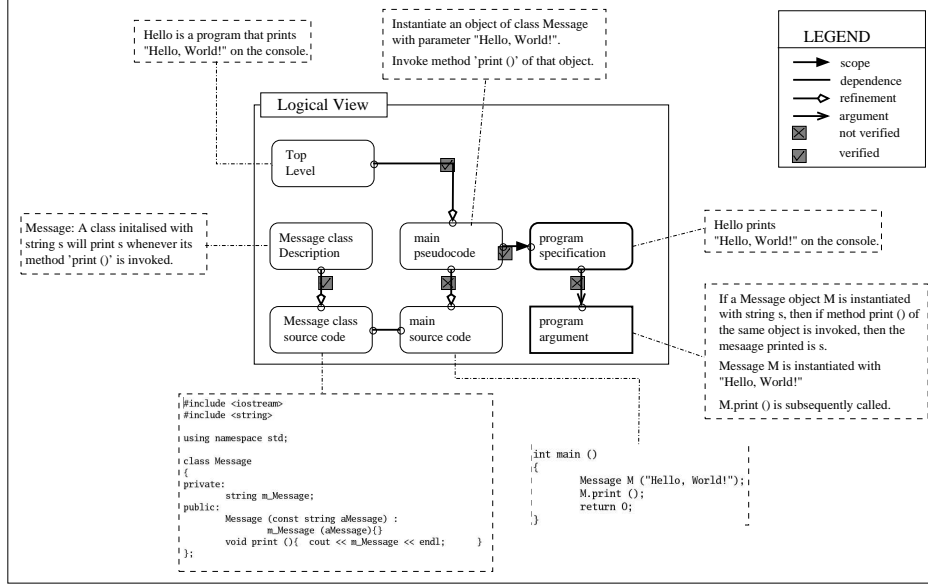 Hello is a program that prints
"Hello, World!" on the console.
Instantiate an object of class Message
with parameter "Hello, World!".
Invoke method 'print ()' of that object.
LEGEND
scope
dependence
refinement
argument
not verified
verified
Logical View
Top
Level
Message: A class initalised with
string s will print s whenever its
method 'print ()' is invoked.
Message class
Description
main
pseudocode
program
specification
Hello prints
"Hello, World!" on the console.
Message class
source code
main
source code
program
argument
If a Message object M is instantiated
with string s, then if method print () of
the same object is invoked, then the
mesaage printed is s.
Message M is instantiated with
"Hello, World!"
M.print () is subsequently called.
#include <iostream>
#include <string>
using namespace std;
class Message
{
private:
string m_Message;
public:
Message (const string aMessage) :
m_Message (aMessage){}
void print (){ cout << m_Message << endl; }
};
int main ()
{
Message M ("Hello, World!");
M.print ();
return 0;
}